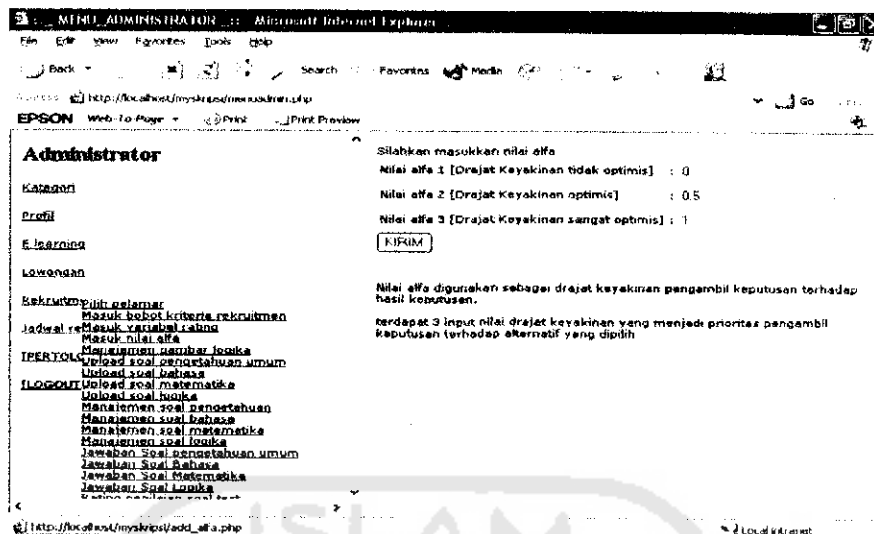 _ MENU_ADMINISTRATOR _ :: Microsoft Internet Explorer
File Edit View Favorites Tools Help
Back Search Favorites Media
http://localhost/myskripsi/menuadmin.php Go
EPSON Web-To-Page Print Print Preview
Administrator
Kategori
Profil
E learning
Lowongan
Pilih pelamar
Masuk bobot kriteria rekruitmen
Masuk variabel rating
Masuk nilai alfa
Manajemen gambar logika
Upload soal pengetahuan umum
Upload soal bahasa
[LOGOUT
Upload soal matematika
Upload soal logika
Manajemen soal pengetahuan
Manajemen soal bahasa
Manajemen soal matematika
Manajemen soal logika
Jawaban Soal pengetahuan umum
Jawaban Soal Bahasa
Jawaban Soal Matematika
Jawaban Soal Logika
Silahkan masukkan nilai alfa
Nilai alfa 1 [Drajat Keyakinan tidak optimis] : 0
Nilai alfa 2 [Drajat Keyakinan optimis] : 0.5
Nilai alfa 3 [Drajat Keyakinan sangat optimis] : 1
KIRIM
Nilai alfa digunakan sebagai drajat keyakinan pengambil keputusan terhadap
hasil keputusan.
terdapat 3 input nilai drajat keyakinan yang menjadi prioritas pengambil
keputusan terhadap alternatif yang dipilih
http://localhost/myskripsi/add_alfa.php Local intranet
ISLAM